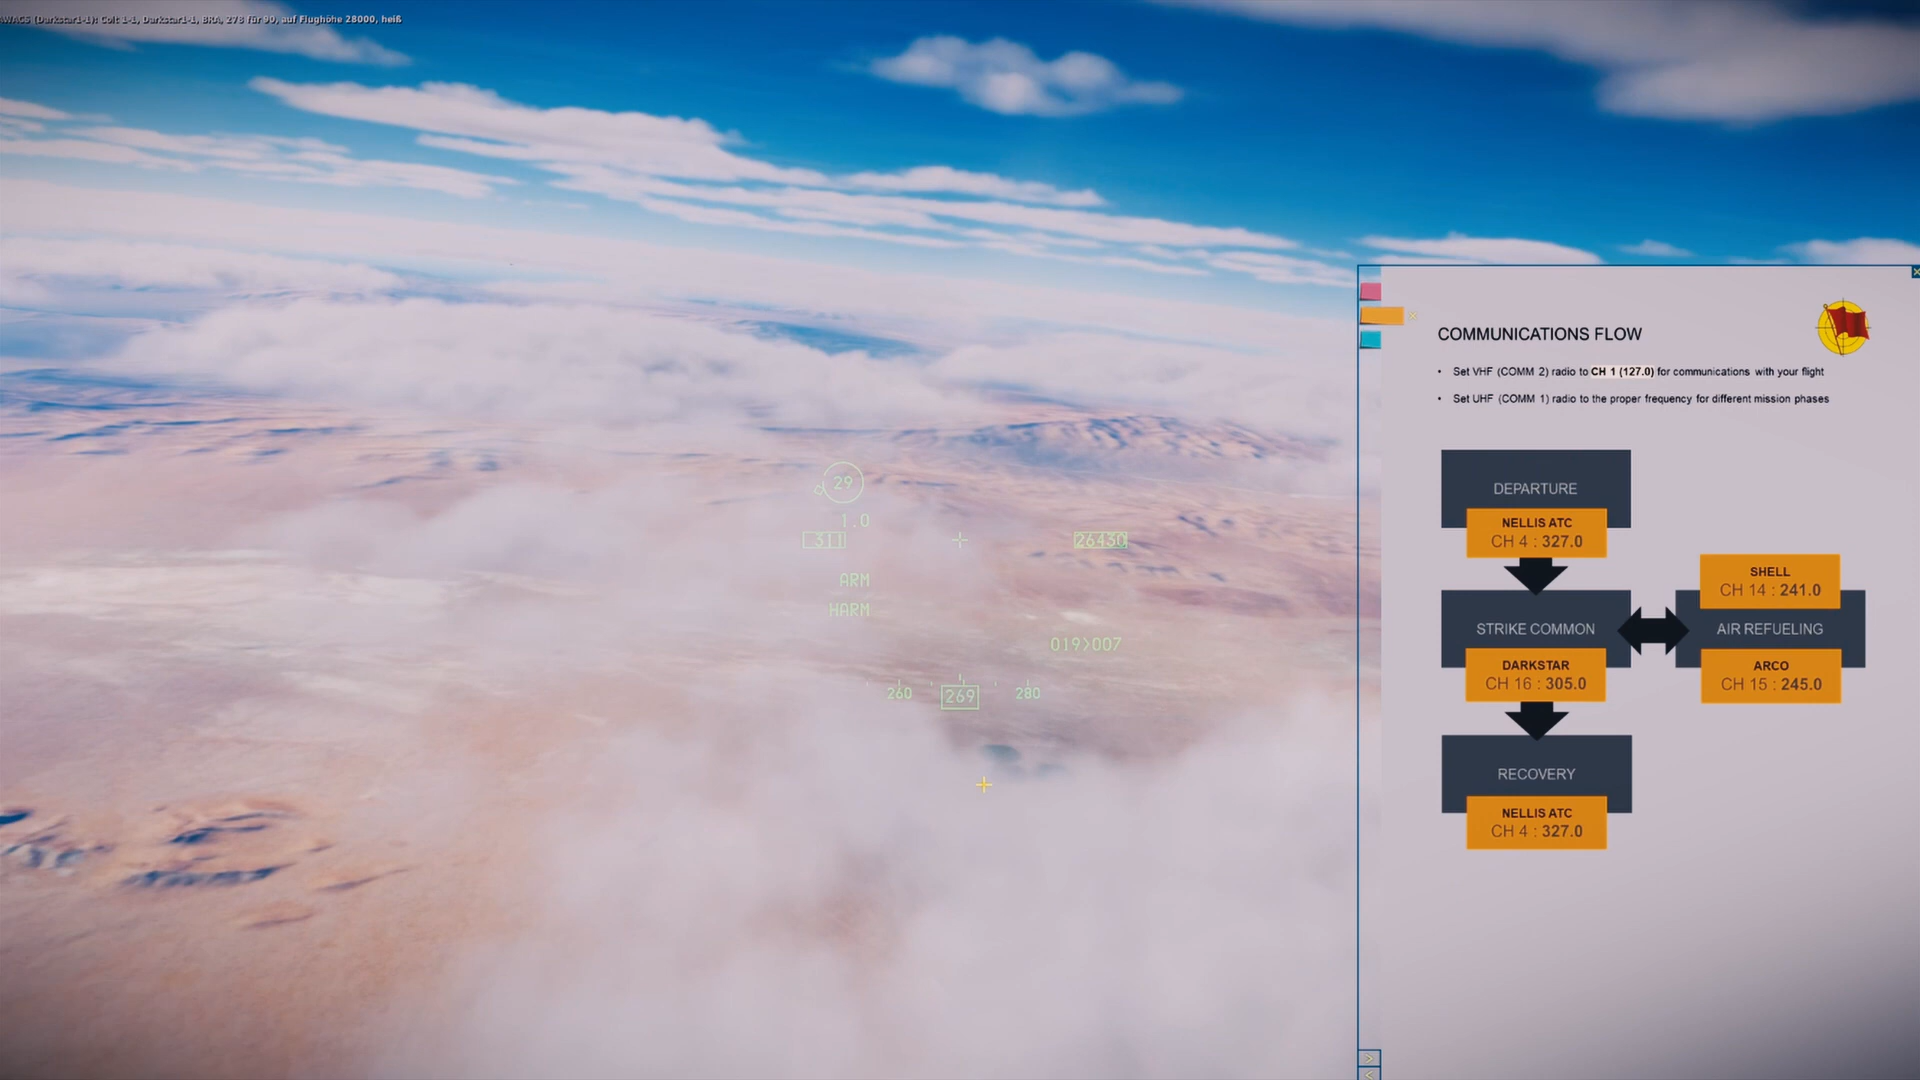 AWACS (Darkstar1-1): Colt 1-1, Darkstar1-1, BRA, 278 für 90, auf Flughöhe 28000, heiß
COMMUNICATIONS FLOW
• Set VHF (COMM 2) radio to CH 1 (127.0) for communications with your flight
• Set UHF (COMM 1) radio to the proper frequency for different mission phases
DEPARTURE
NELLIS ATC
CH 4 : 327.0
SHELL
CH 14 : 241.0
STRIKE COMMON
AIR REFUELING
DARKSTAR
CH 16 : 305.0
ARCO
CH 15 : 245.0
RECOVERY
NELLIS ATC
CH 4 : 327.0
29
1.0
311
26430
ARM
HARM
019>007
260
269
280